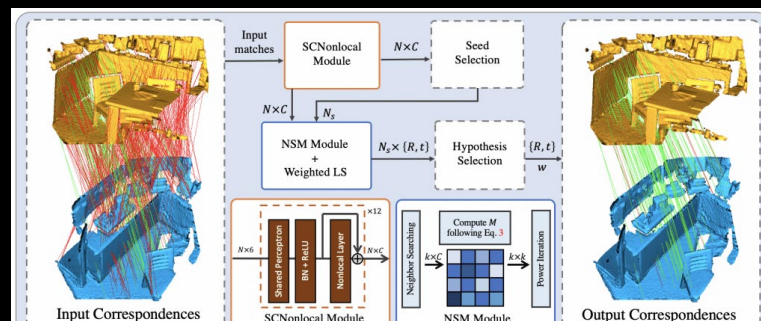 Input
matches
SCNonlocal
Module
N×C
Seed
Selection
N×C
N_s
NSM Module
+
Weighted LS
N_s × {R, t}
Hypothesis
Selection
{R, t}
w
×12
N×6
Shared Perceptron
BN + ReLU
Nonlocal Layer
N×C
SCNonlocal Module
Neighbor Searching
k×C
Compute M
following Eq. 3
k×k
Power Iteration
NSM Module
Input Correspondences
Output Correspondences